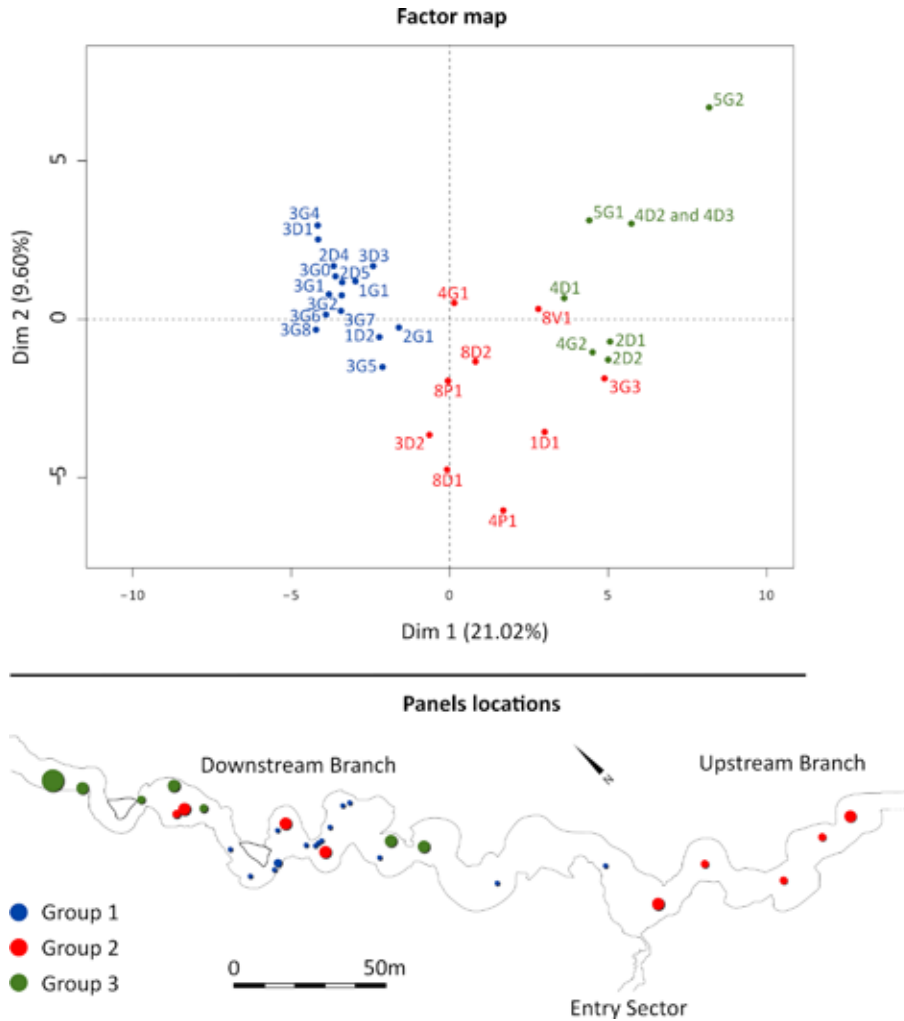 Factor map
5G2
5
5G1
4D2 and 4D3
3G4
3D1
2D4
3D3
3G0
2D5
3G1
1G1
4G1
4D1
3G2
8V1
3G6
3G7
0
3G8
1D2
2G1
8D2
4G2
2D1
2D2
3G5
8P1
3G3
3D2
1D1
8D1
-5
4P1
Dim 2 (9.60%)
-10
-5
0
5
10
Dim 1 (21.02%)
Panels locations
Downstream Branch
N
Upstream Branch
Group 1
Group 2
Group 3
0
50m
Entry Sector